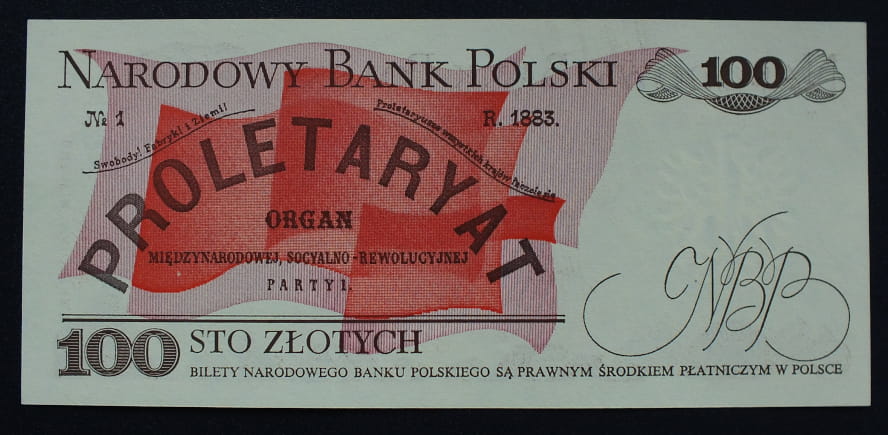 NARODOWY BANK POLSKI 100
№ 1 R. 1883.
Swobody! Fabryki i Ziemi!
Proletaryusze wszystkich krajów łączcie się
PROLETARYAT
ORGAN
MIĘDZYNARODOWEJ, SOCYALNO-REWOLUCYJNEJ
PARTYI.
NBP
100 STO ZŁOTYCH
BILETY NARODOWEGO BANKU POLSKIEGO SĄ PRAWNYM ŚRODKIEM PŁATNICZYM W POLSCE